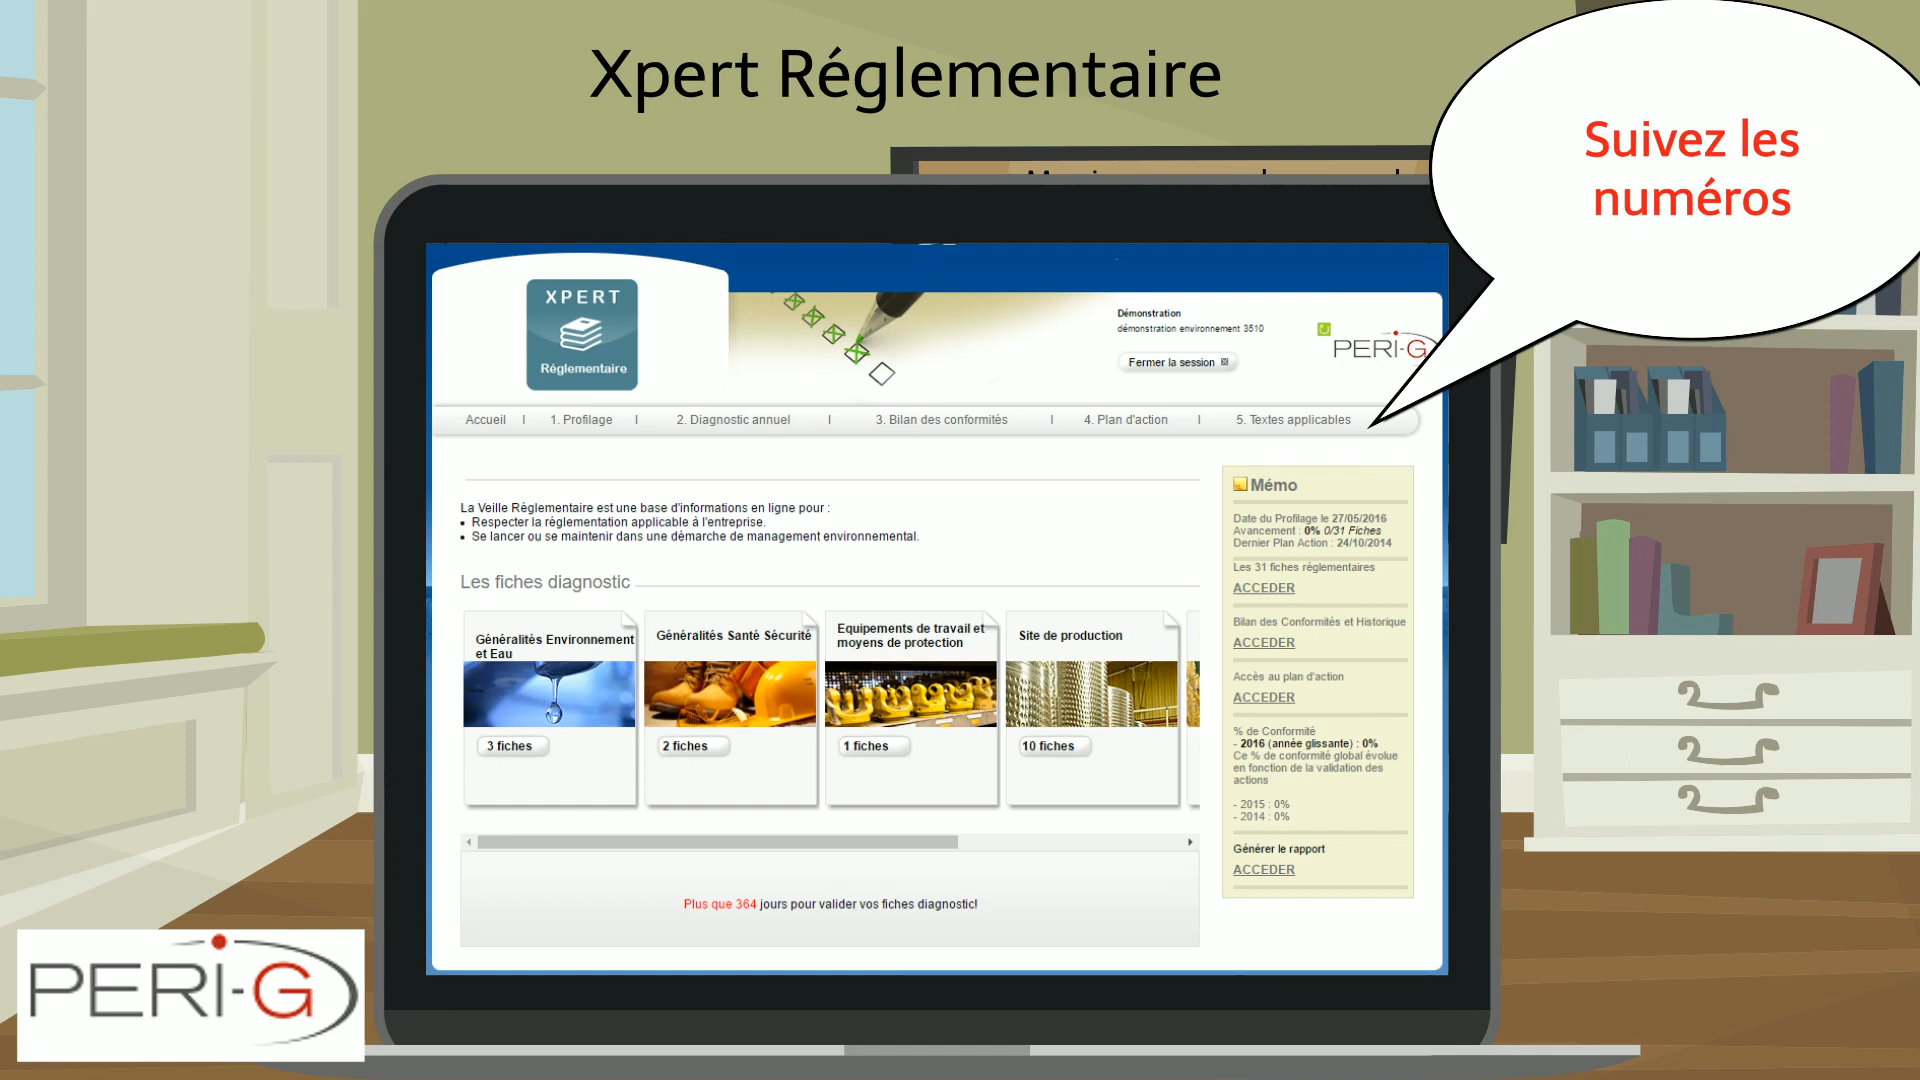 Xpert Réglementaire
Suivez les
numéros
XPERT
Réglementaire
Démonstration
démonstration environnement 3510
Fermer la session
PERI-G
Accueil | 1. Profilage | 2. Diagnostic annuel | 3. Bilan des conformités | 4. Plan d'action | 5. Textes applicables
La Veille Réglementaire est une base d'informations en ligne pour :
• Respecter la réglementation applicable à l'entreprise.
• Se lancer ou se maintenir dans une démarche de management environnemental.
Les fiches diagnostic
Généralités Environnement
et Eau
3 fiches
Généralités Santé Sécurité
2 fiches
Equipements de travail et
moyens de protection
1 fiches
Site de production
10 fiches
Plus que 364 jours pour valider vos fiches diagnostic!
Mémo
Date du Profilage le 27/05/2016
Avancement : 0% 0/31 Fiches
Dernier Plan Action : 24/10/2014
Les 31 fiches réglementaires
ACCEDER
Bilan des Conformités et Historique
ACCEDER
Accès au plan d'action
ACCEDER
% de Conformité
- 2016 (année glissante) : 0%
Ce % de conformité global évolue
en fonction de la validation des
actions
- 2015 : 0%
- 2014 : 0%
Générer le rapport
ACCEDER
PERI-G